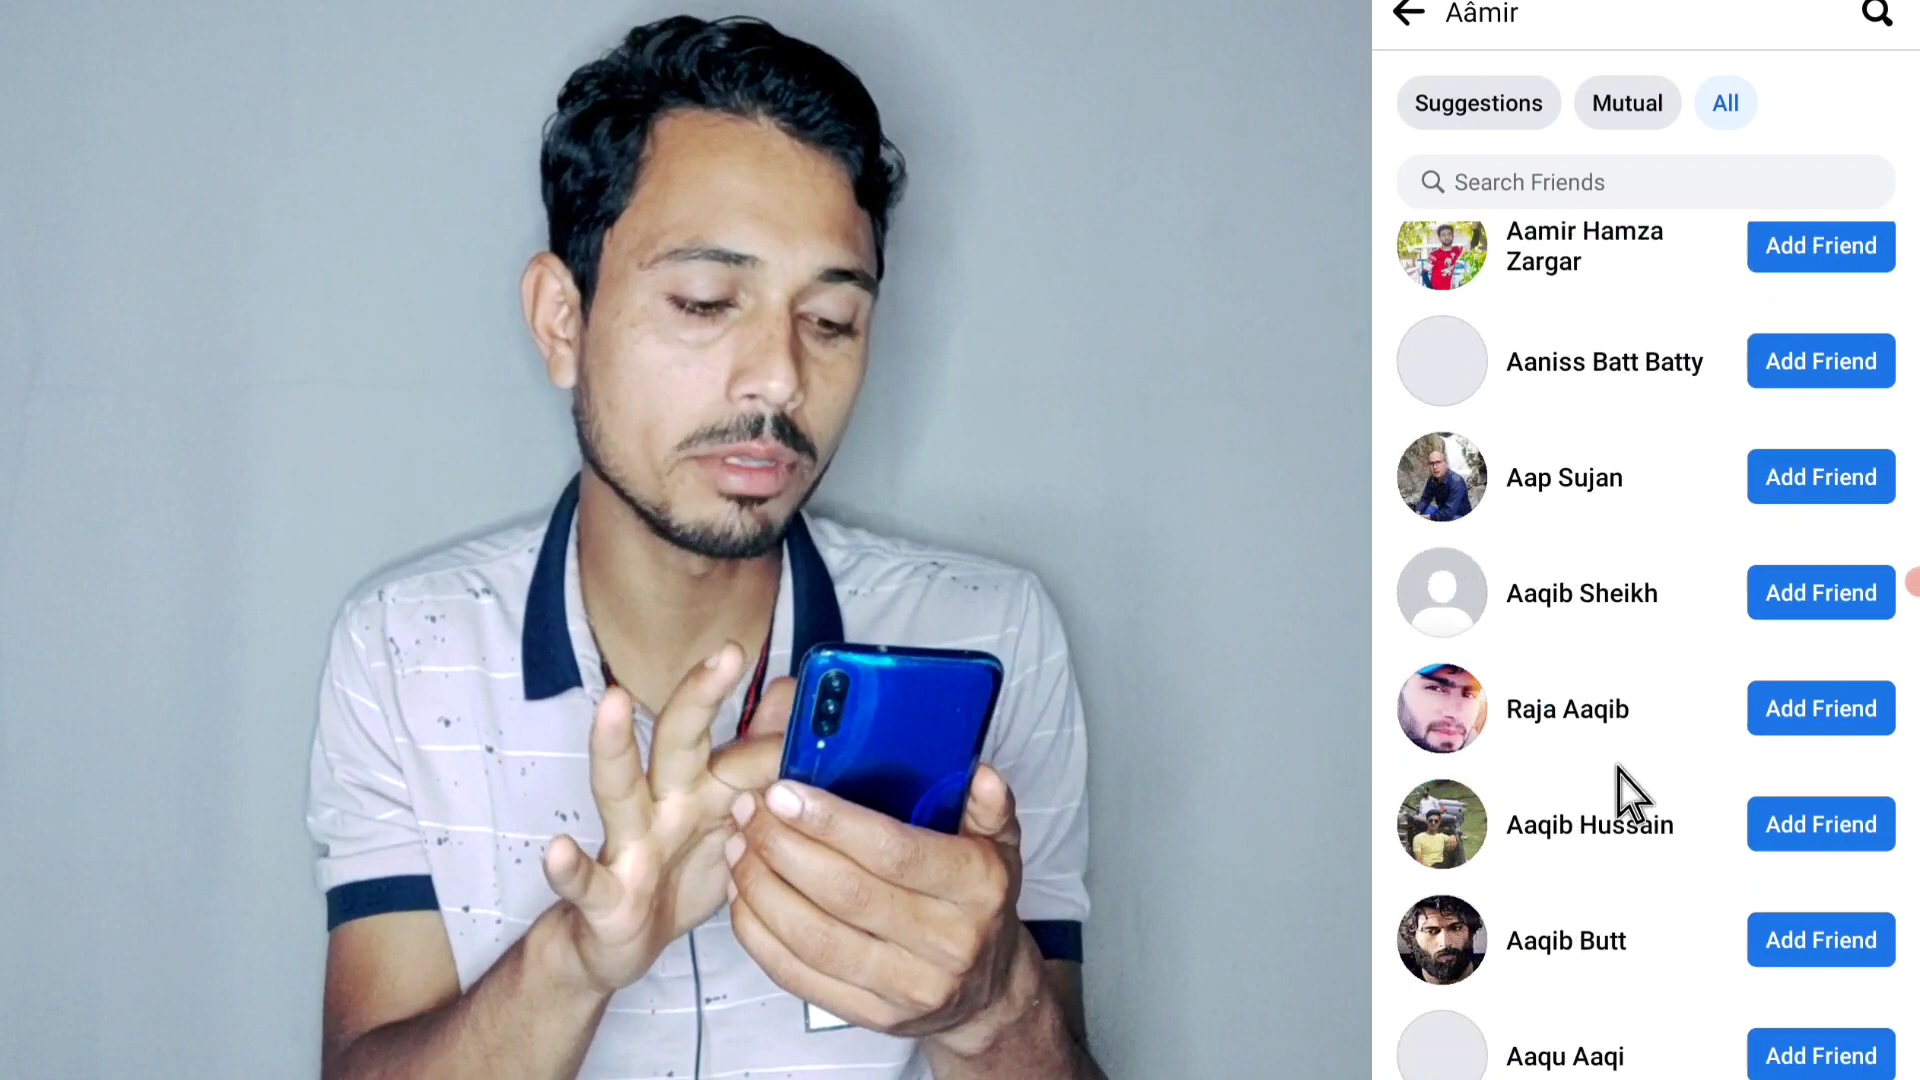 Aâmir
Suggestions
Mutual
All
Search Friends
Aamir Hamza
Zargar
Add Friend
Aaniss Batt Batty
Add Friend
Aap Sujan
Add Friend
Aaqib Sheikh
Add Friend
Raja Aaqib
Add Friend
Aaqib Hussain
Add Friend
Aaqib Butt
Add Friend
Aaqu Aaqi
Add Friend